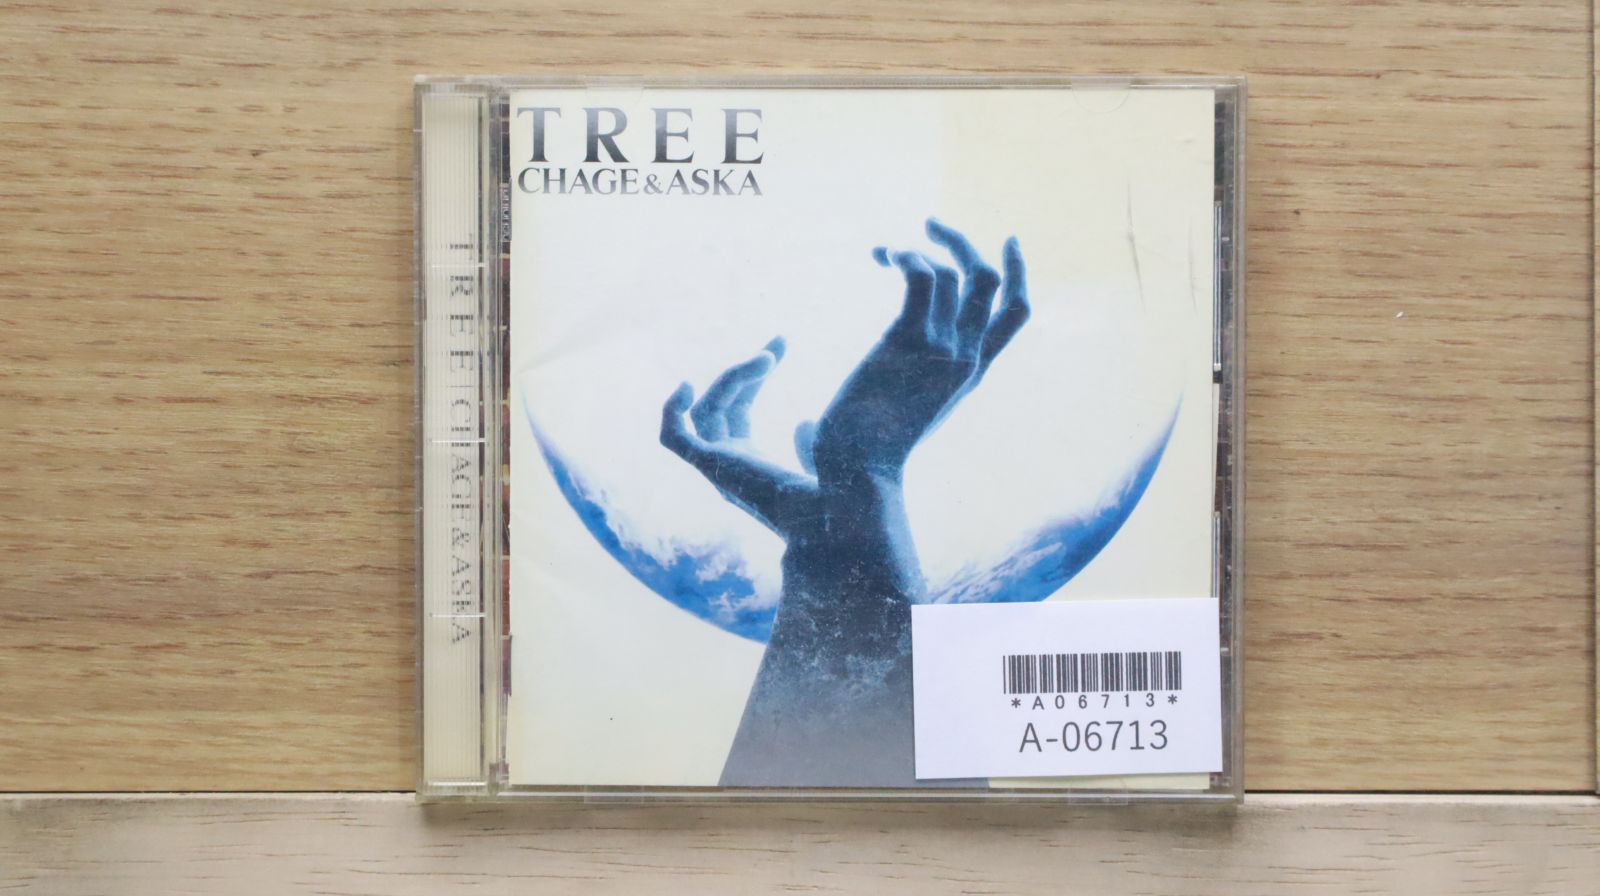 TREE
CHAGE&ASKA
TREE CHAGE&ASKA
*A06713*
A-06713